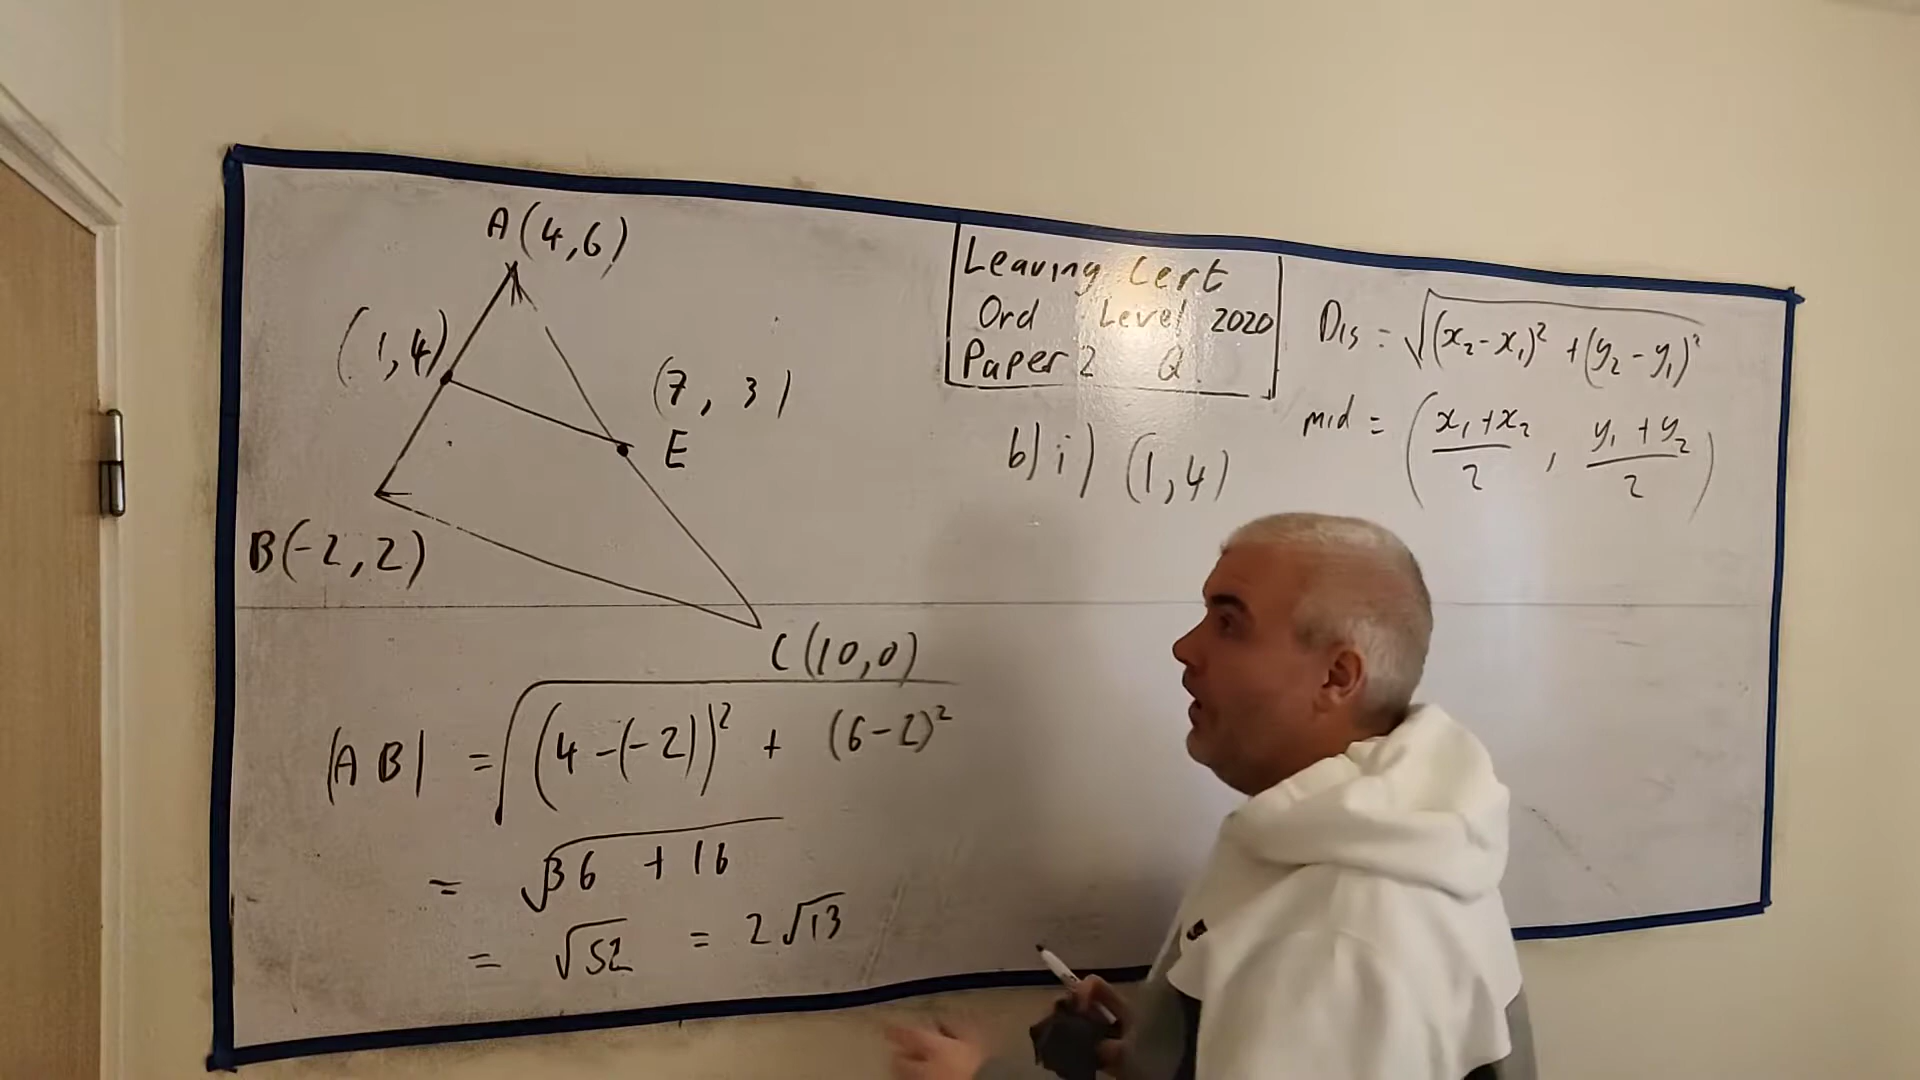 A(4,6)
(1,4)
(7, 3)
E
B(-2,2)
C(10,0)
|AB| = √((4-(-2))² + (6-2)²)
= √(36 + 16)
= √52 = 2√13
Leaving Cert
Ord Level 2020
Paper 2 Q
b) i) (1,4)
Dis = √((x₂-x₁)² + (y₂-y₁)²)
mid = ((x₁+x₂)/2, (y₁+y₂)/2)